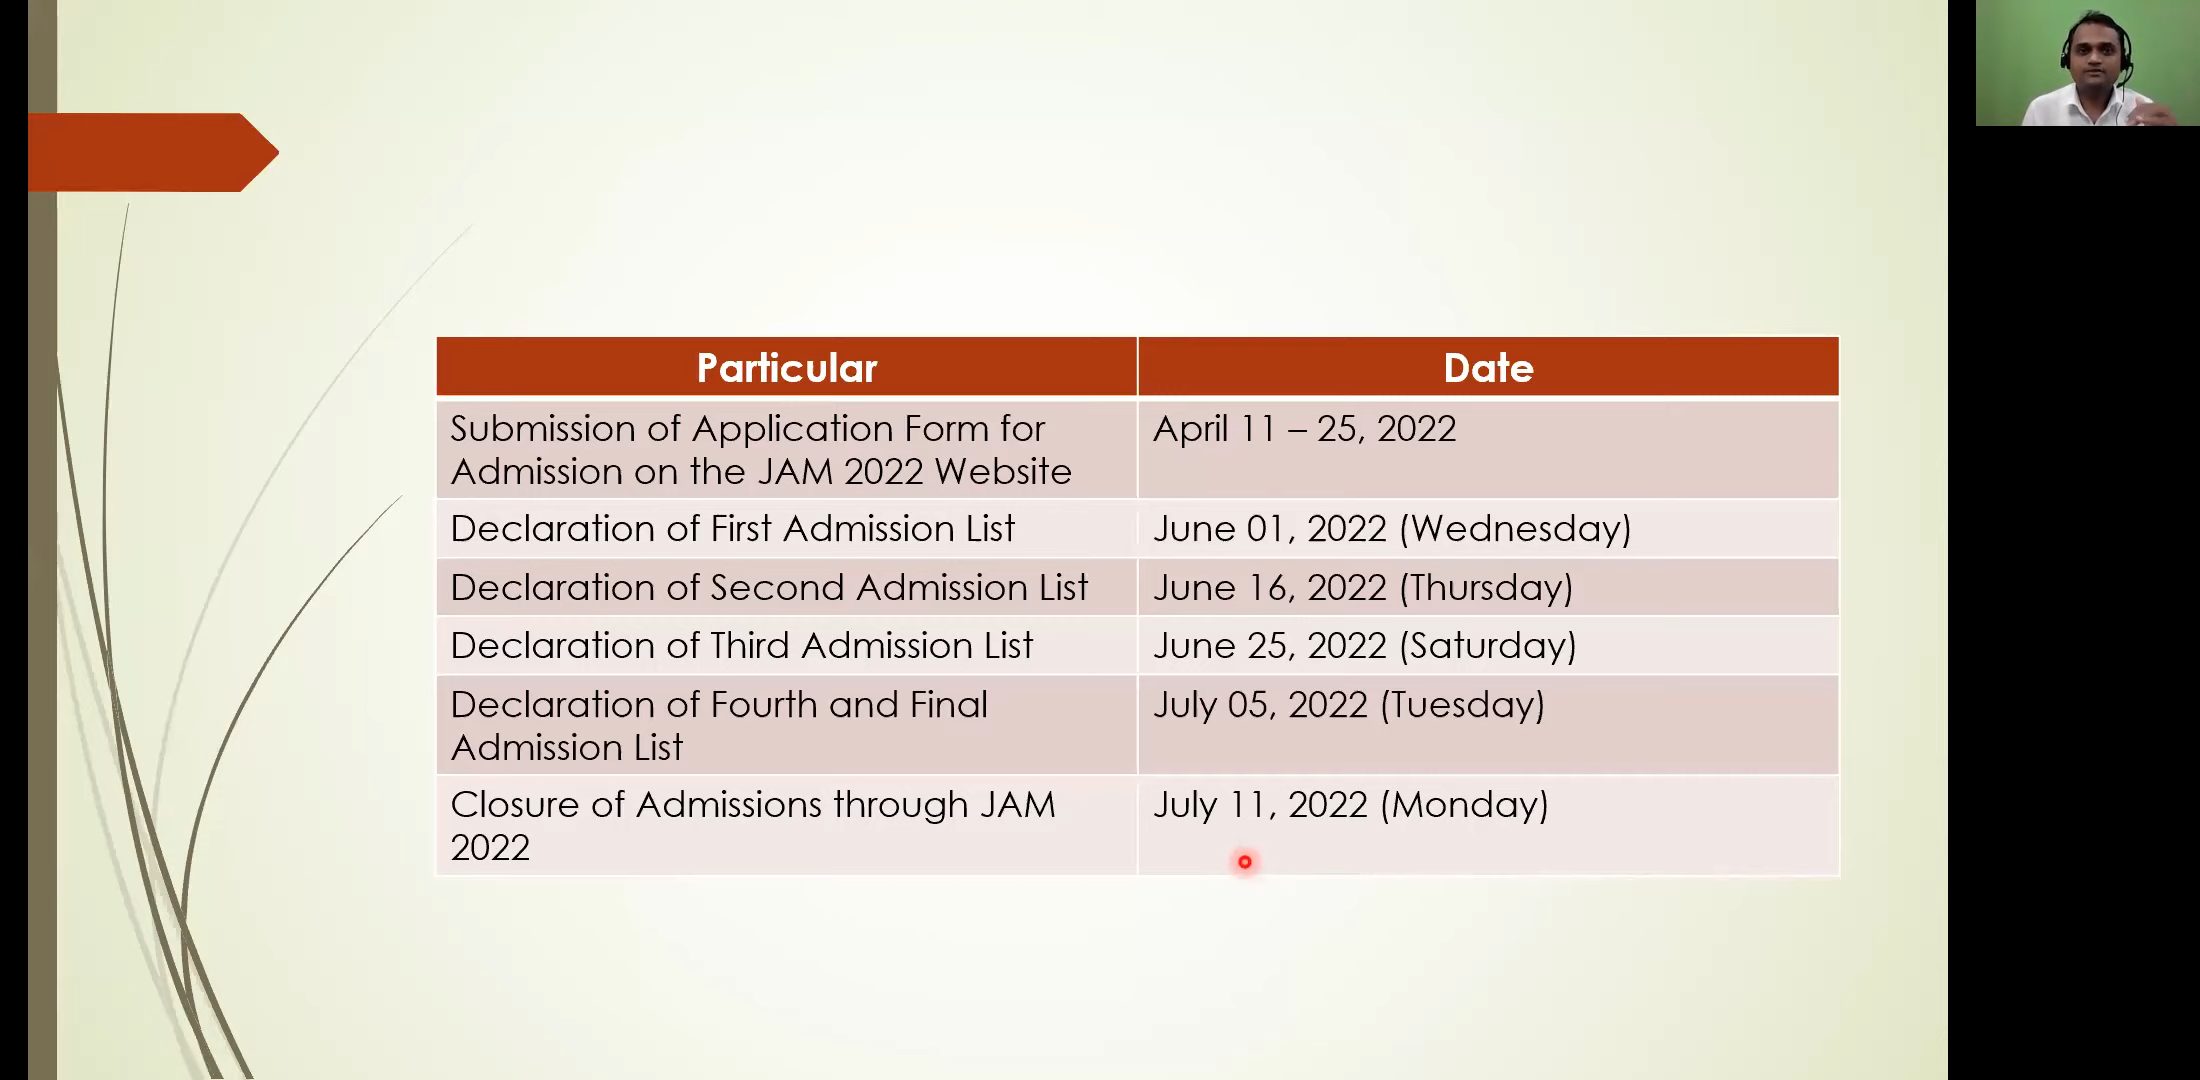 Particular
Date
Submission of Application Form for
Admission on the JAM 2022 Website
April 11 – 25, 2022
Declaration of First Admission List
June 01, 2022 (Wednesday)
Declaration of Second Admission List
June 16, 2022 (Thursday)
Declaration of Third Admission List
June 25, 2022 (Saturday)
Declaration of Fourth and Final
Admission List
July 05, 2022 (Tuesday)
Closure of Admissions through JAM
2022
July 11, 2022 (Monday)